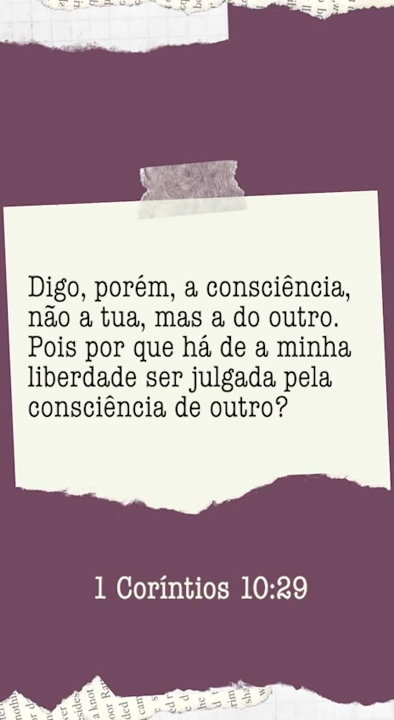 Digo, porém, a consciência,
não a tua, mas a do outro.
Pois por que há de a minha
liberdade ser julgada pela
consciência de outro?
1 Coríntios 10:29